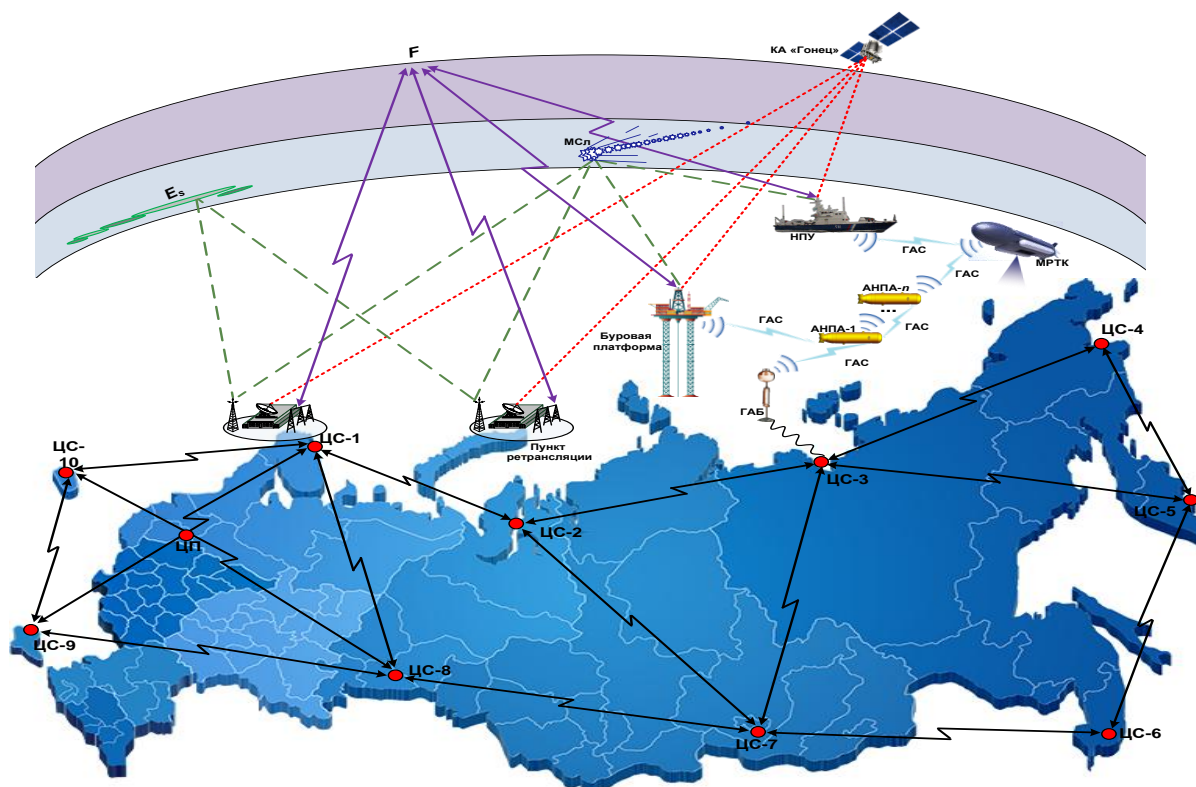 F
КА «Гонец»
МСл
Es
НПУ
ГАС
МРТК
ГАС
АНПА-n
...
ГАС
АНПА-1
ГАС
ГАС
Буровая
платформа
ГАБ
ЦС-4
Пункт
ретрансляции
ЦС-1
ЦС-
10
ЦС-3
ЦС-5
ЦС-2
ЦП
ЦС-9
ЦС-8
ЦС-7
ЦС-6